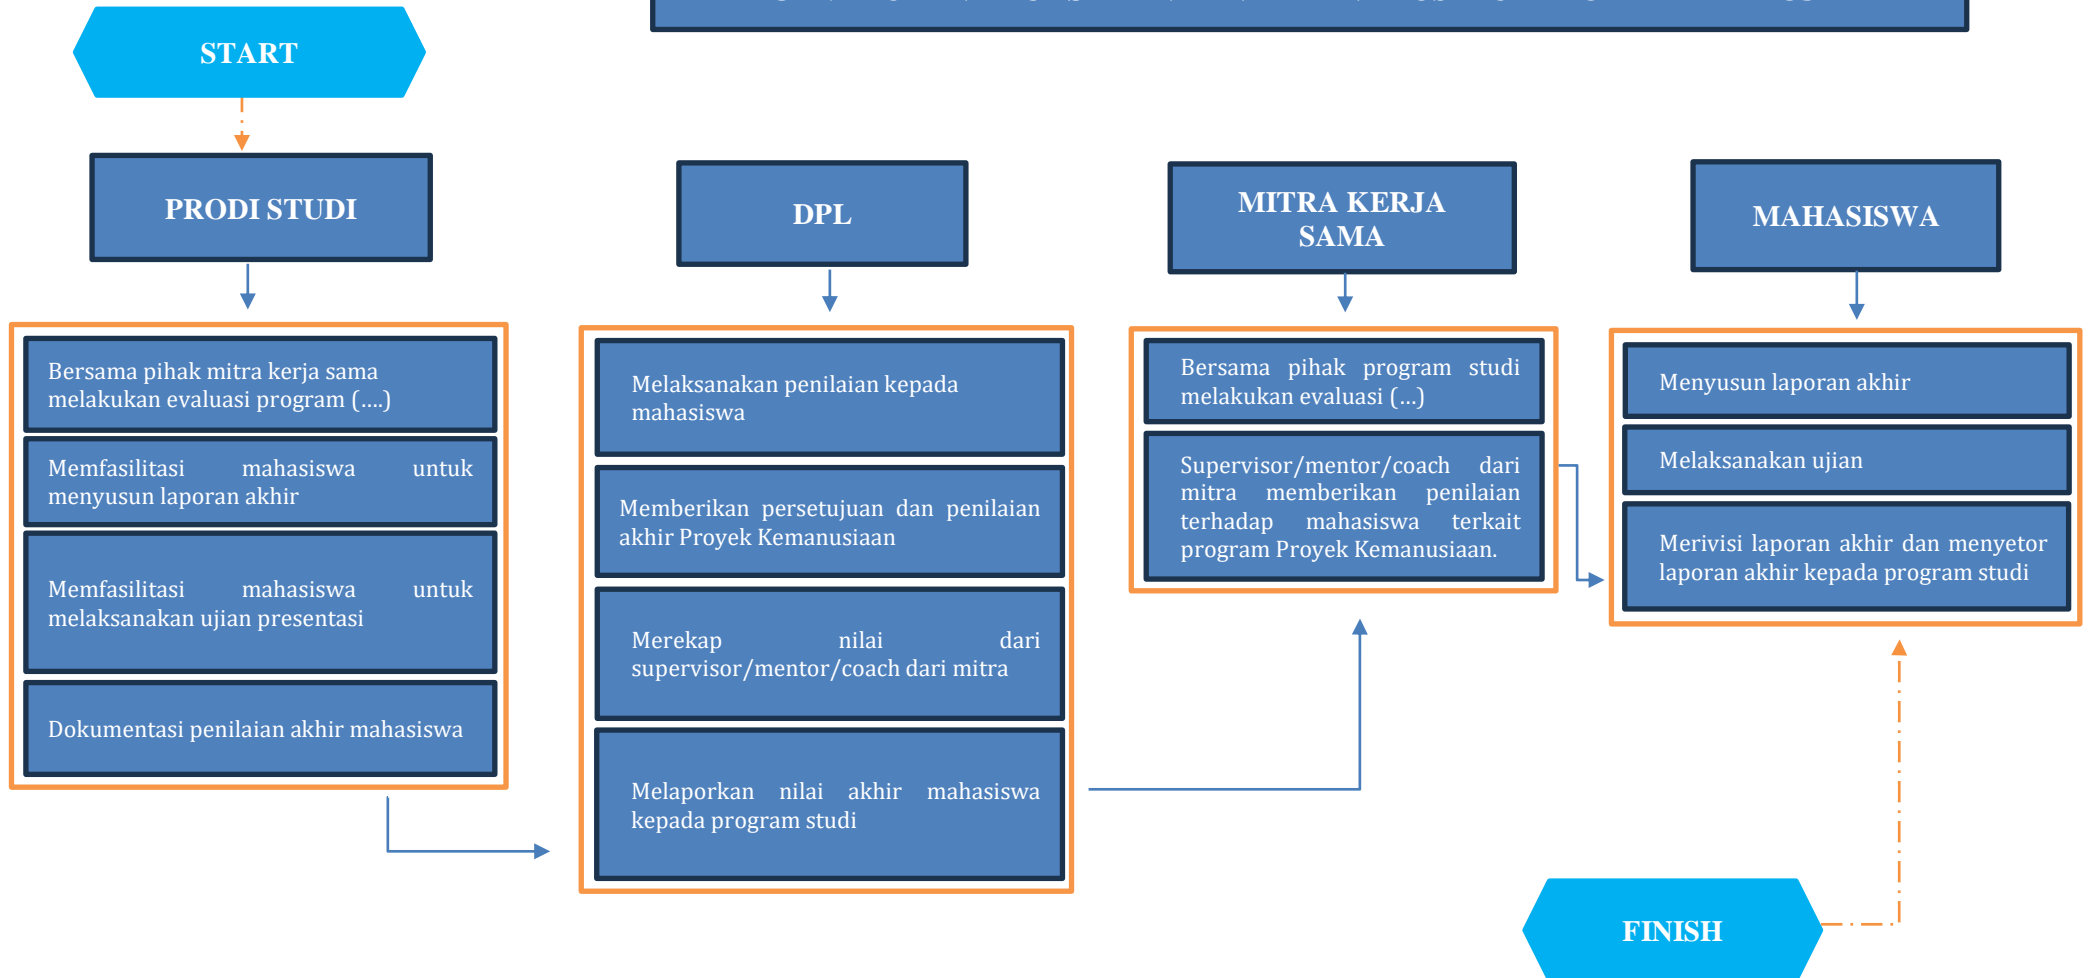 START
PRODI STUDI
DPL
MITRA KERJA
SAMA
MAHASISWA
Bersama pihak mitra kerja sama
melakukan evaluasi program (....)
Memfasilitasi mahasiswa untuk
menyusun laporan akhir
Memfasilitasi mahasiswa untuk
melaksanakan ujian presentasi
Dokumentasi penilaian akhir mahasiswa
Melaksanakan penilaian kepada
mahasiswa
Memberikan persetujuan dan penilaian
akhir Proyek Kemanusiaan
Merekap nilai dari
supervisor/mentor/coach dari mitra
Melaporkan nilai akhir mahasiswa
kepada program studi
Bersama pihak program studi
melakukan evaluasi (...)
Supervisor/mentor/coach dari
mitra memberikan penilaian
terhadap mahasiswa terkait
program Proyek Kemanusiaan.
Menyusun laporan akhir
Melaksanakan ujian
Merivisi laporan akhir dan menyetor
laporan akhir kepada program studi
FINISH